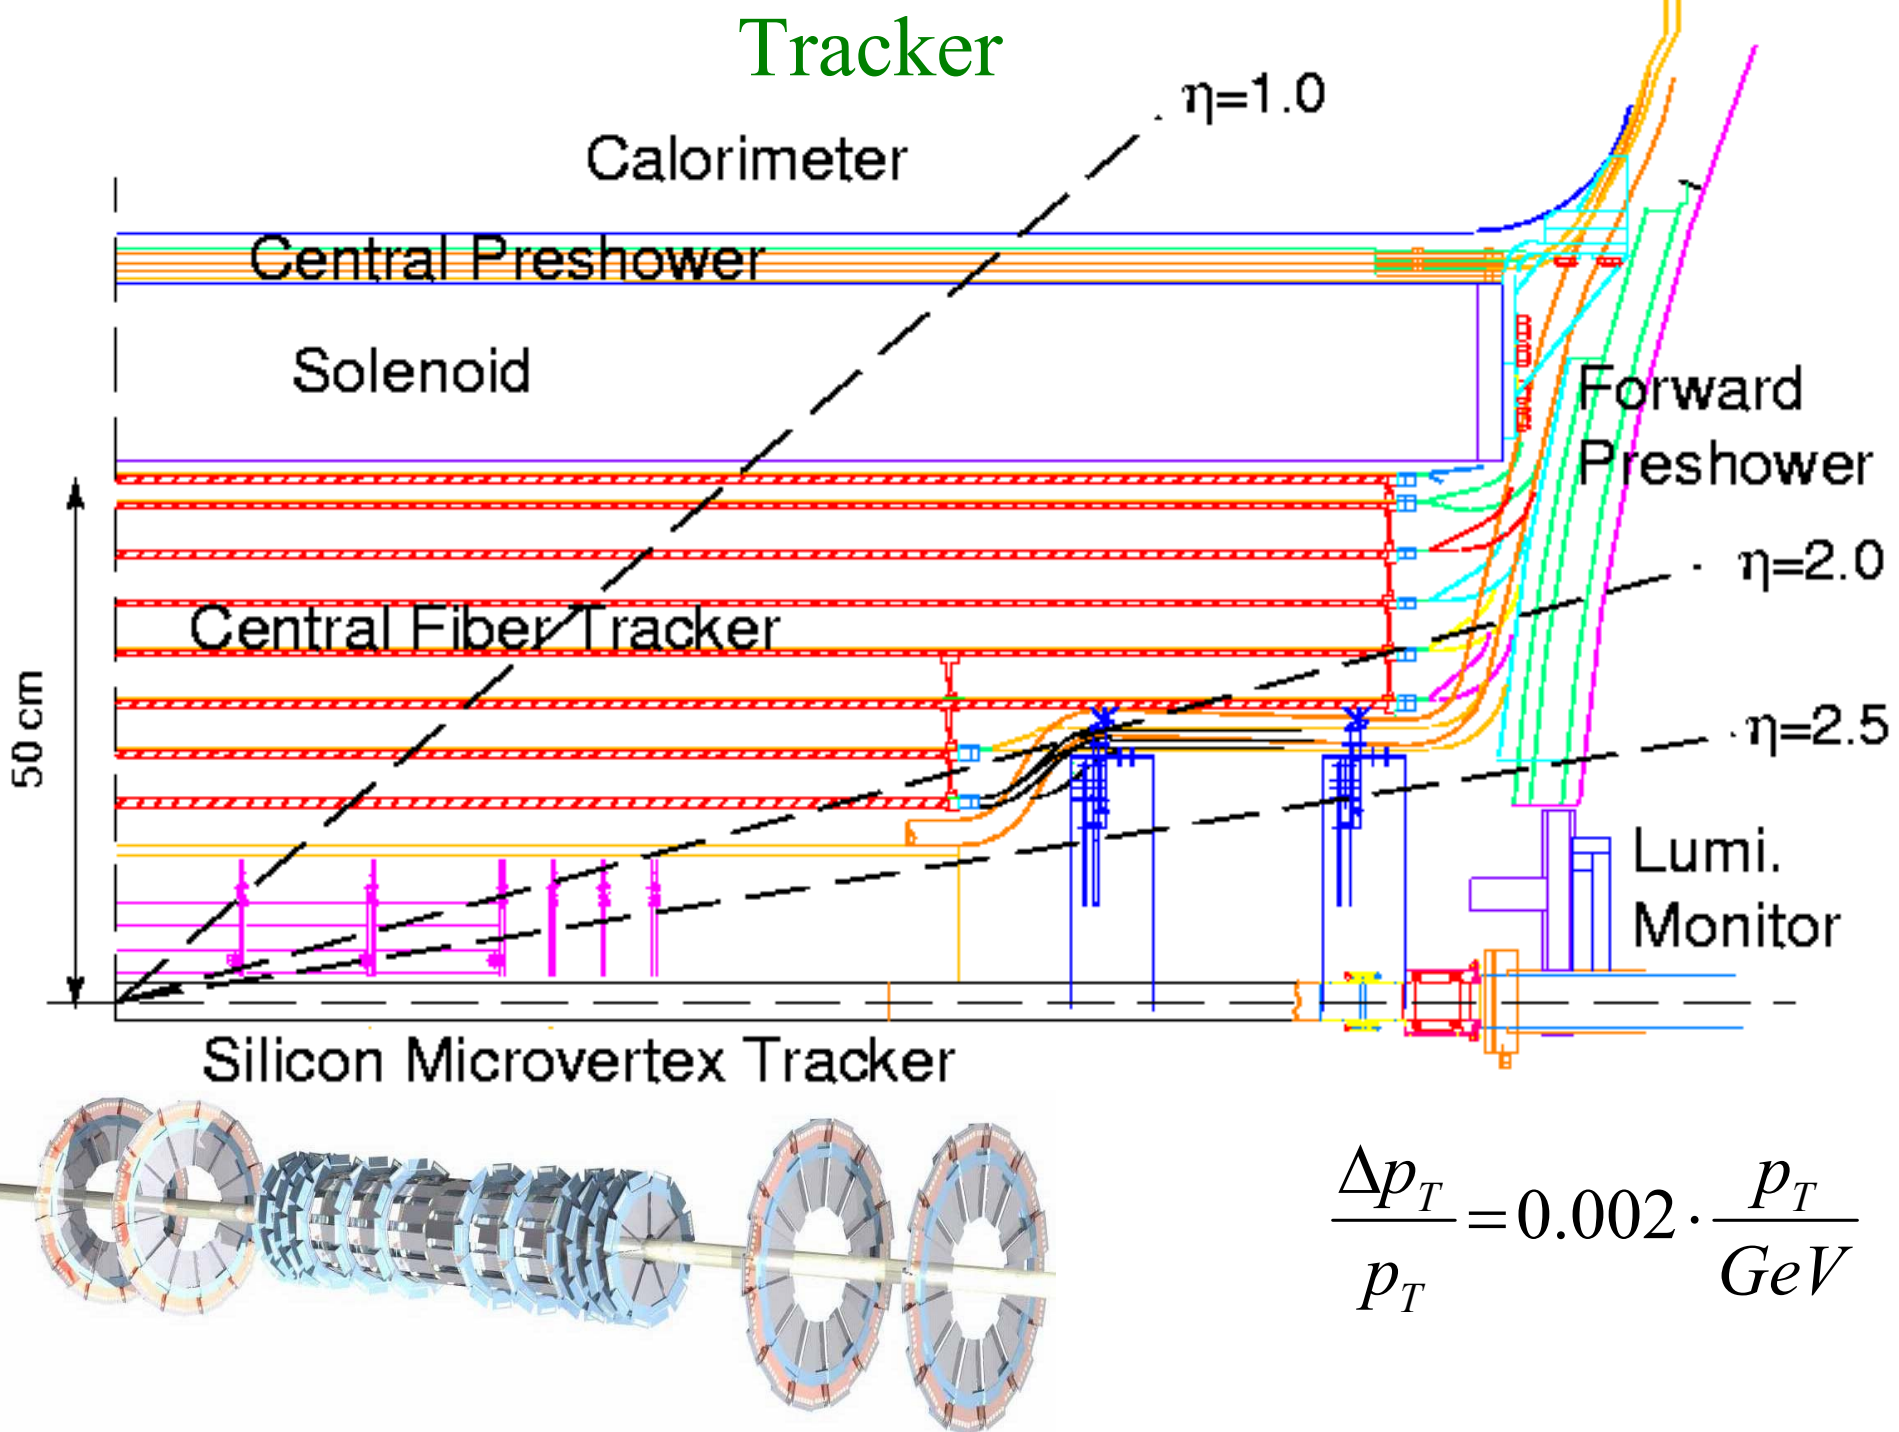 Tracker
η=1.0
Calorimeter
Central Preshower
Solenoid
Forward
Preshower
η=2.0
Central Fiber Tracker
50 cm
η=2.5
Lumi.
Monitor
Silicon Microvertex Tracker
Δp_T / p_T = 0.002 · p_T / GeV